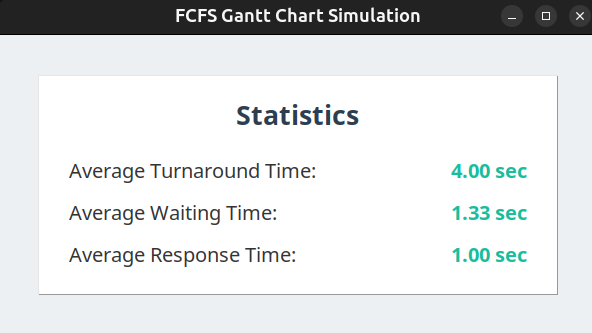 FCFS Gantt Chart Simulation
Statistics
Average Turnaround Time: 4.00 sec
Average Waiting Time: 1.33 sec
Average Response Time: 1.00 sec